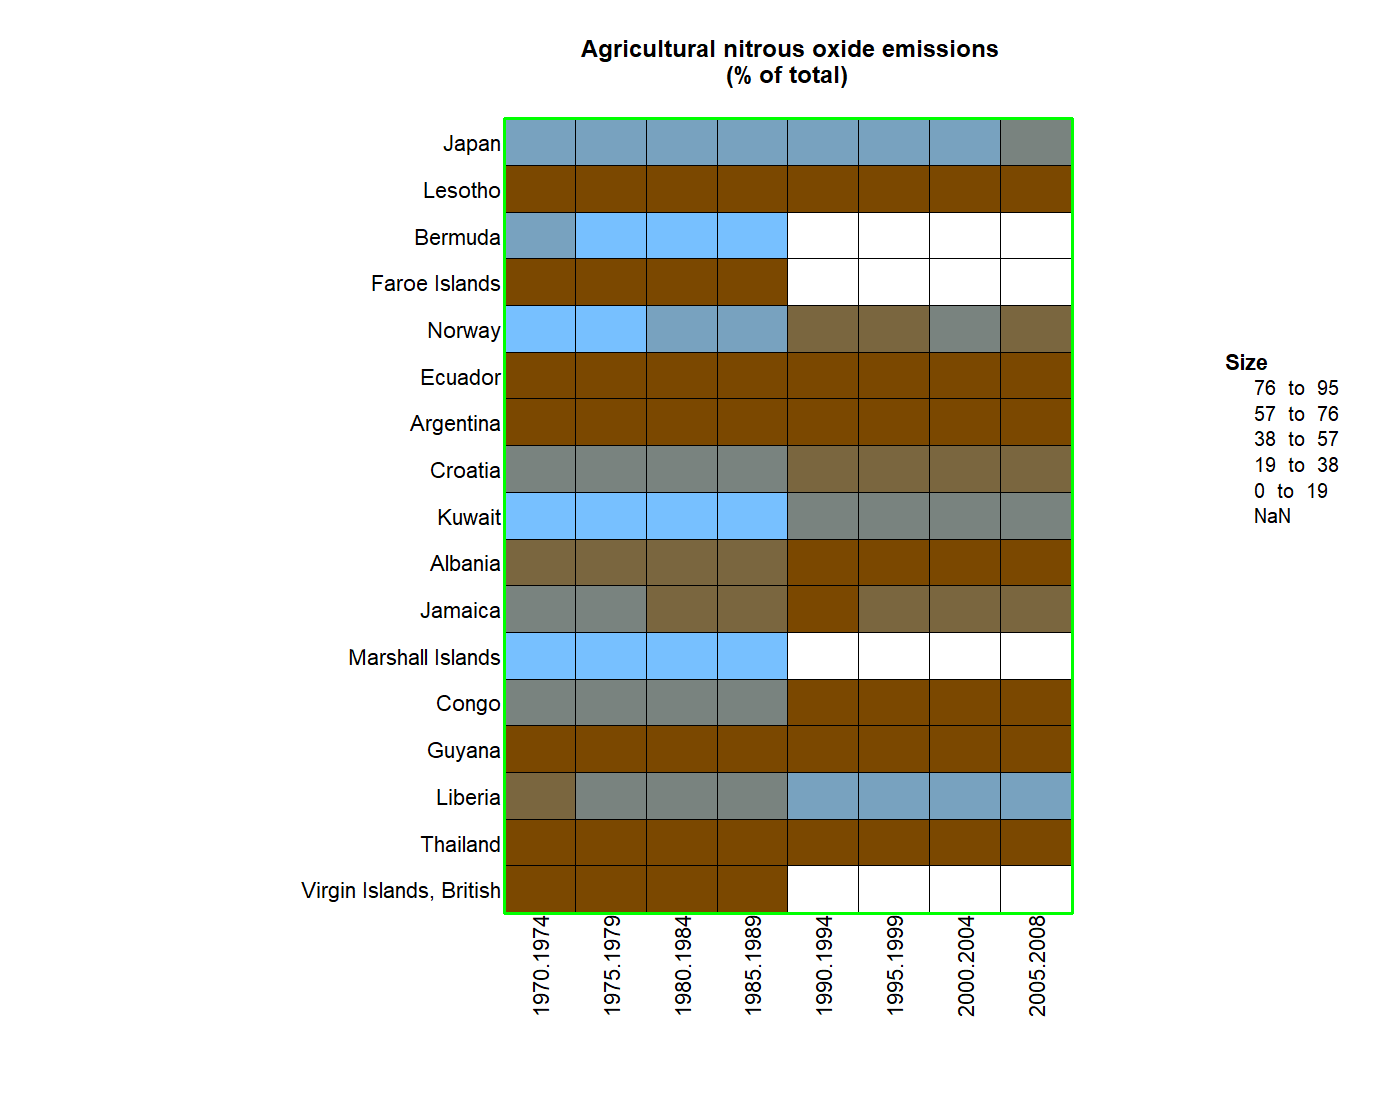 Agricultural nitrous oxide emissions
(% of total)
Japan
Lesotho
Bermuda
Faroe Islands
Norway
Ecuador
Argentina
Croatia
Kuwait
Albania
Jamaica
Marshall Islands
Congo
Guyana
Liberia
Thailand
Virgin Islands, British
1970.1974
1975.1979
1980.1984
1985.1989
1990.1994
1995.1999
2000.2004
2005.2008
Size
76 to 95
57 to 76
38 to 57
19 to 38
0 to 19
NaN